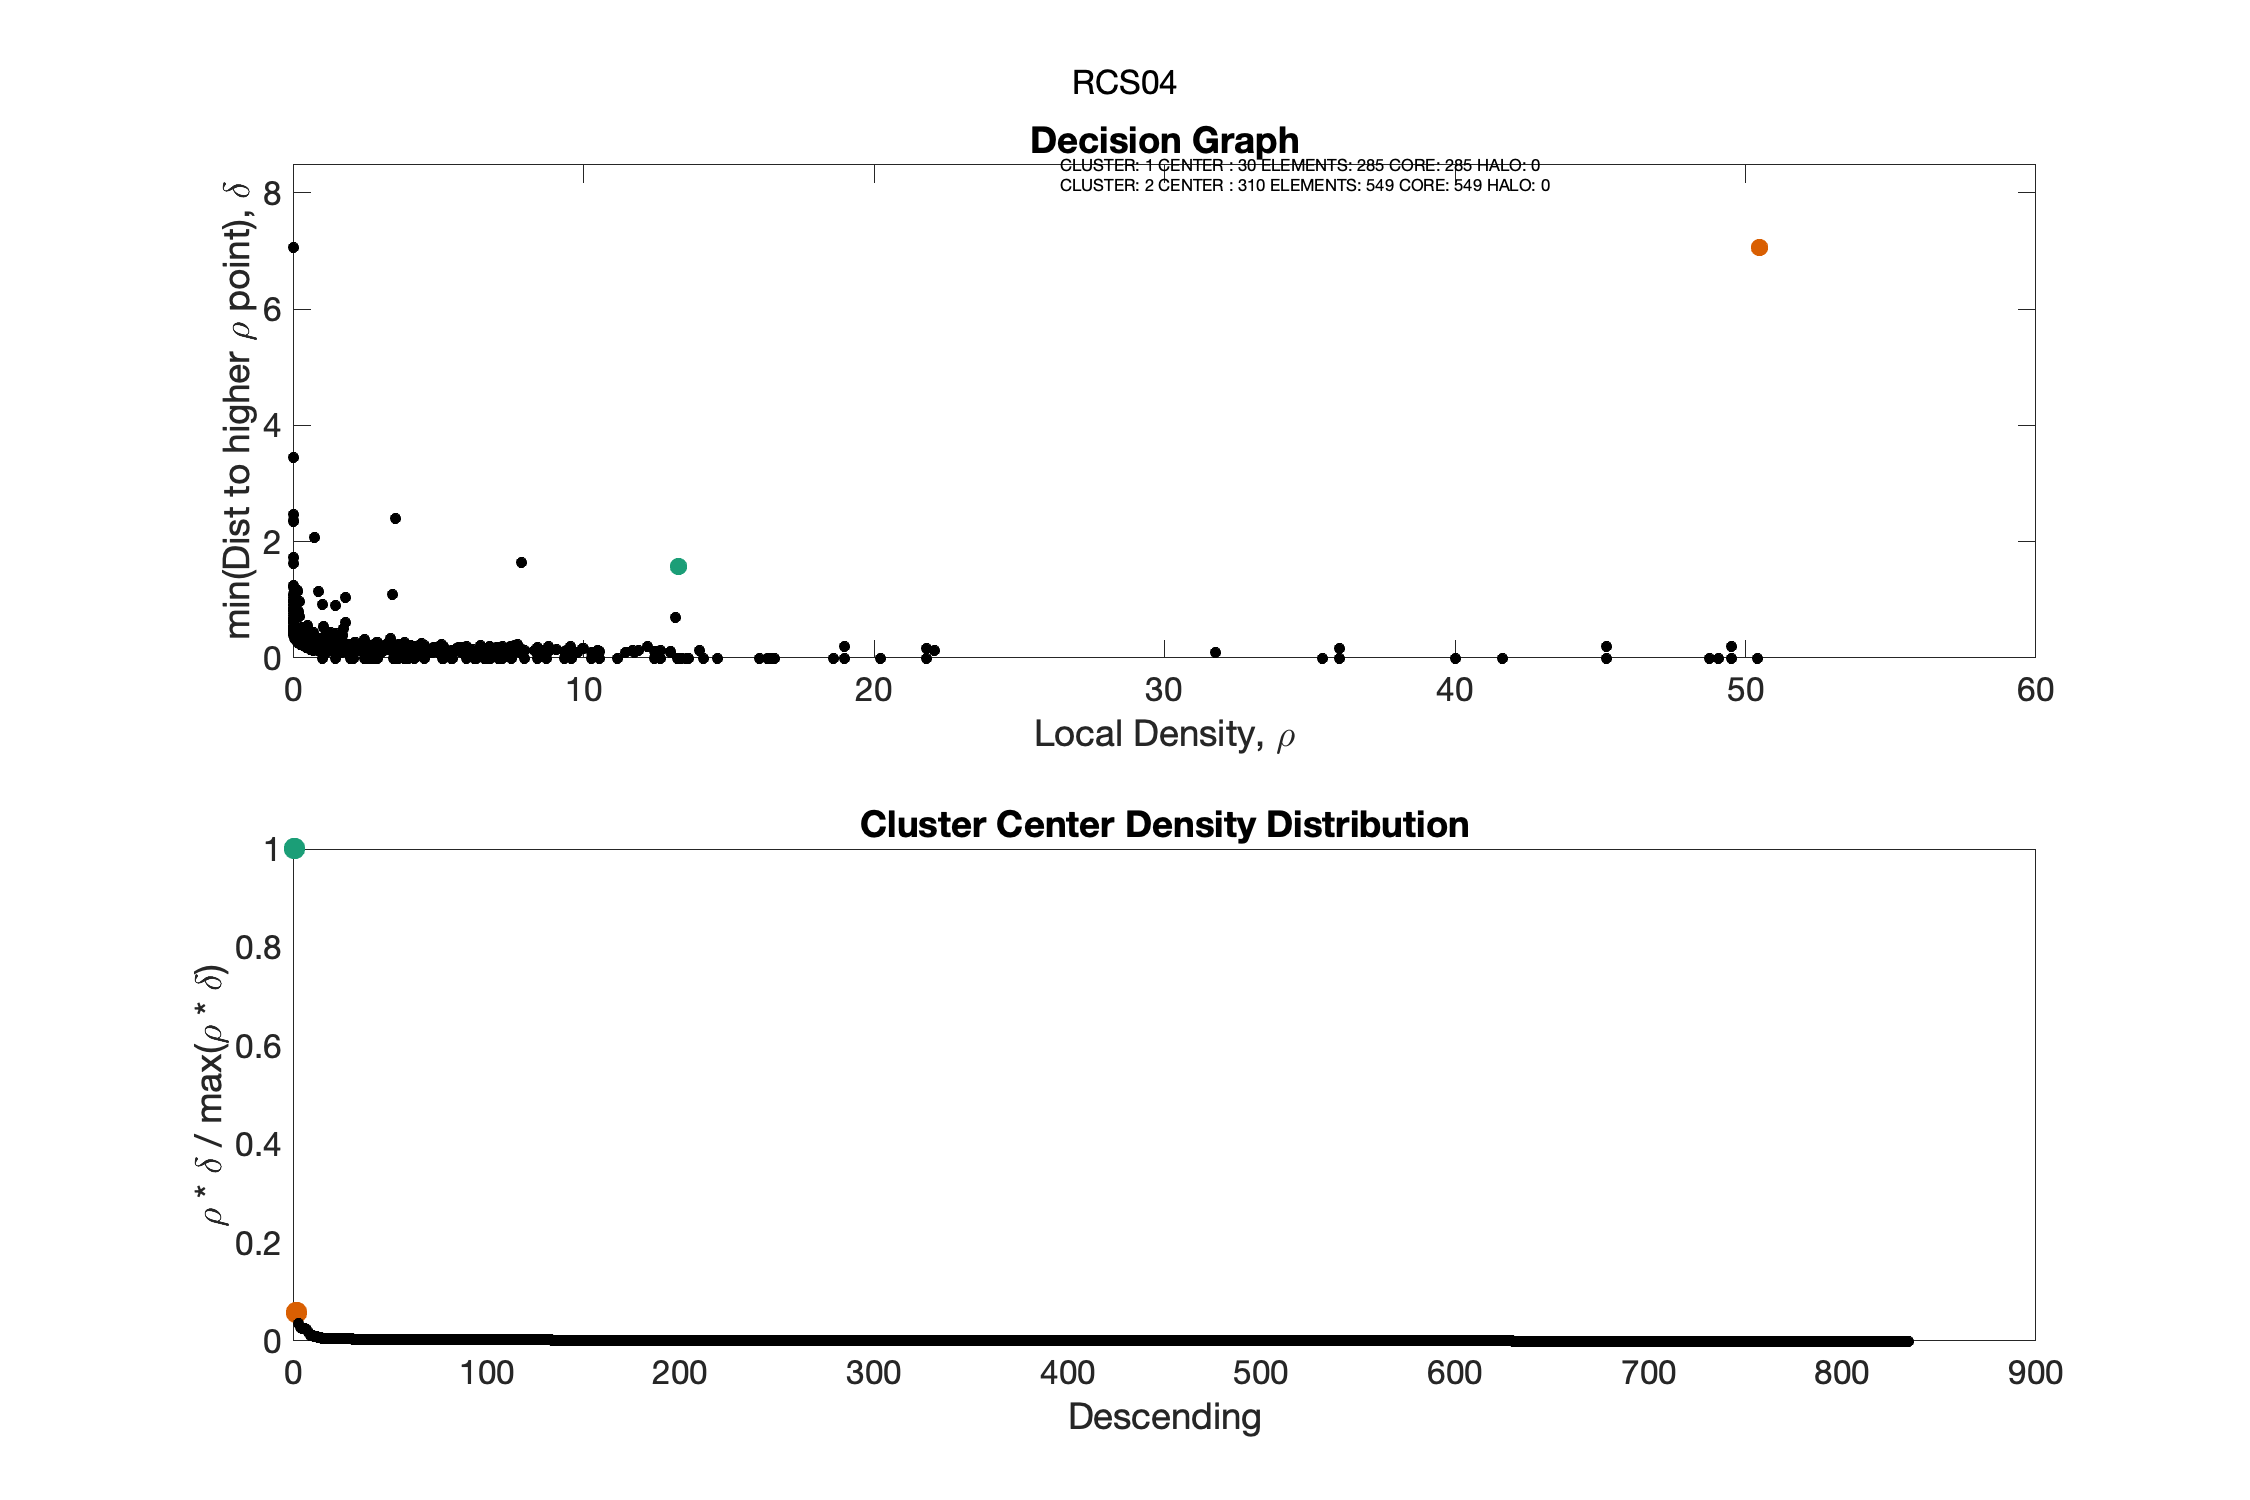 RCS04
Decision Graph
CLUSTER: 1 CENTER : 30 ELEMENTS: 285 CORE: 285 HALO: 0
CLUSTER: 2 CENTER : 310 ELEMENTS: 549 CORE: 549 HALO: 0
min(Dist to higher ρ point), δ
8
6
4
2
0
0 10 20 30 40 50 60
Local Density, ρ
Cluster Center Density Distribution
ρ * δ / max(ρ * δ)
1
0.8
0.6
0.4
0.2
0
0 100 200 300 400 500 600 700 800 900
Descending